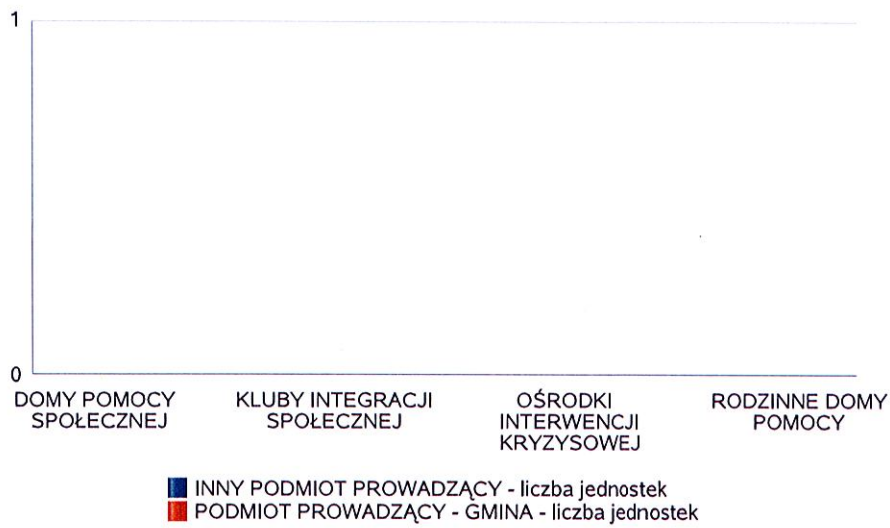 1
0
DOMY POMOCY
SPOŁECZNEJ
KLUBY INTEGRACJI
SPOŁECZNEJ
OŚRODKI
INTERWENCJI
KRYZYSOWEJ
RODZINNE DOMY
POMOCY
INNY PODMIOT PROWADZĄCY - liczba jednostek
PODMIOT PROWADZĄCY - GMINA - liczba jednostek